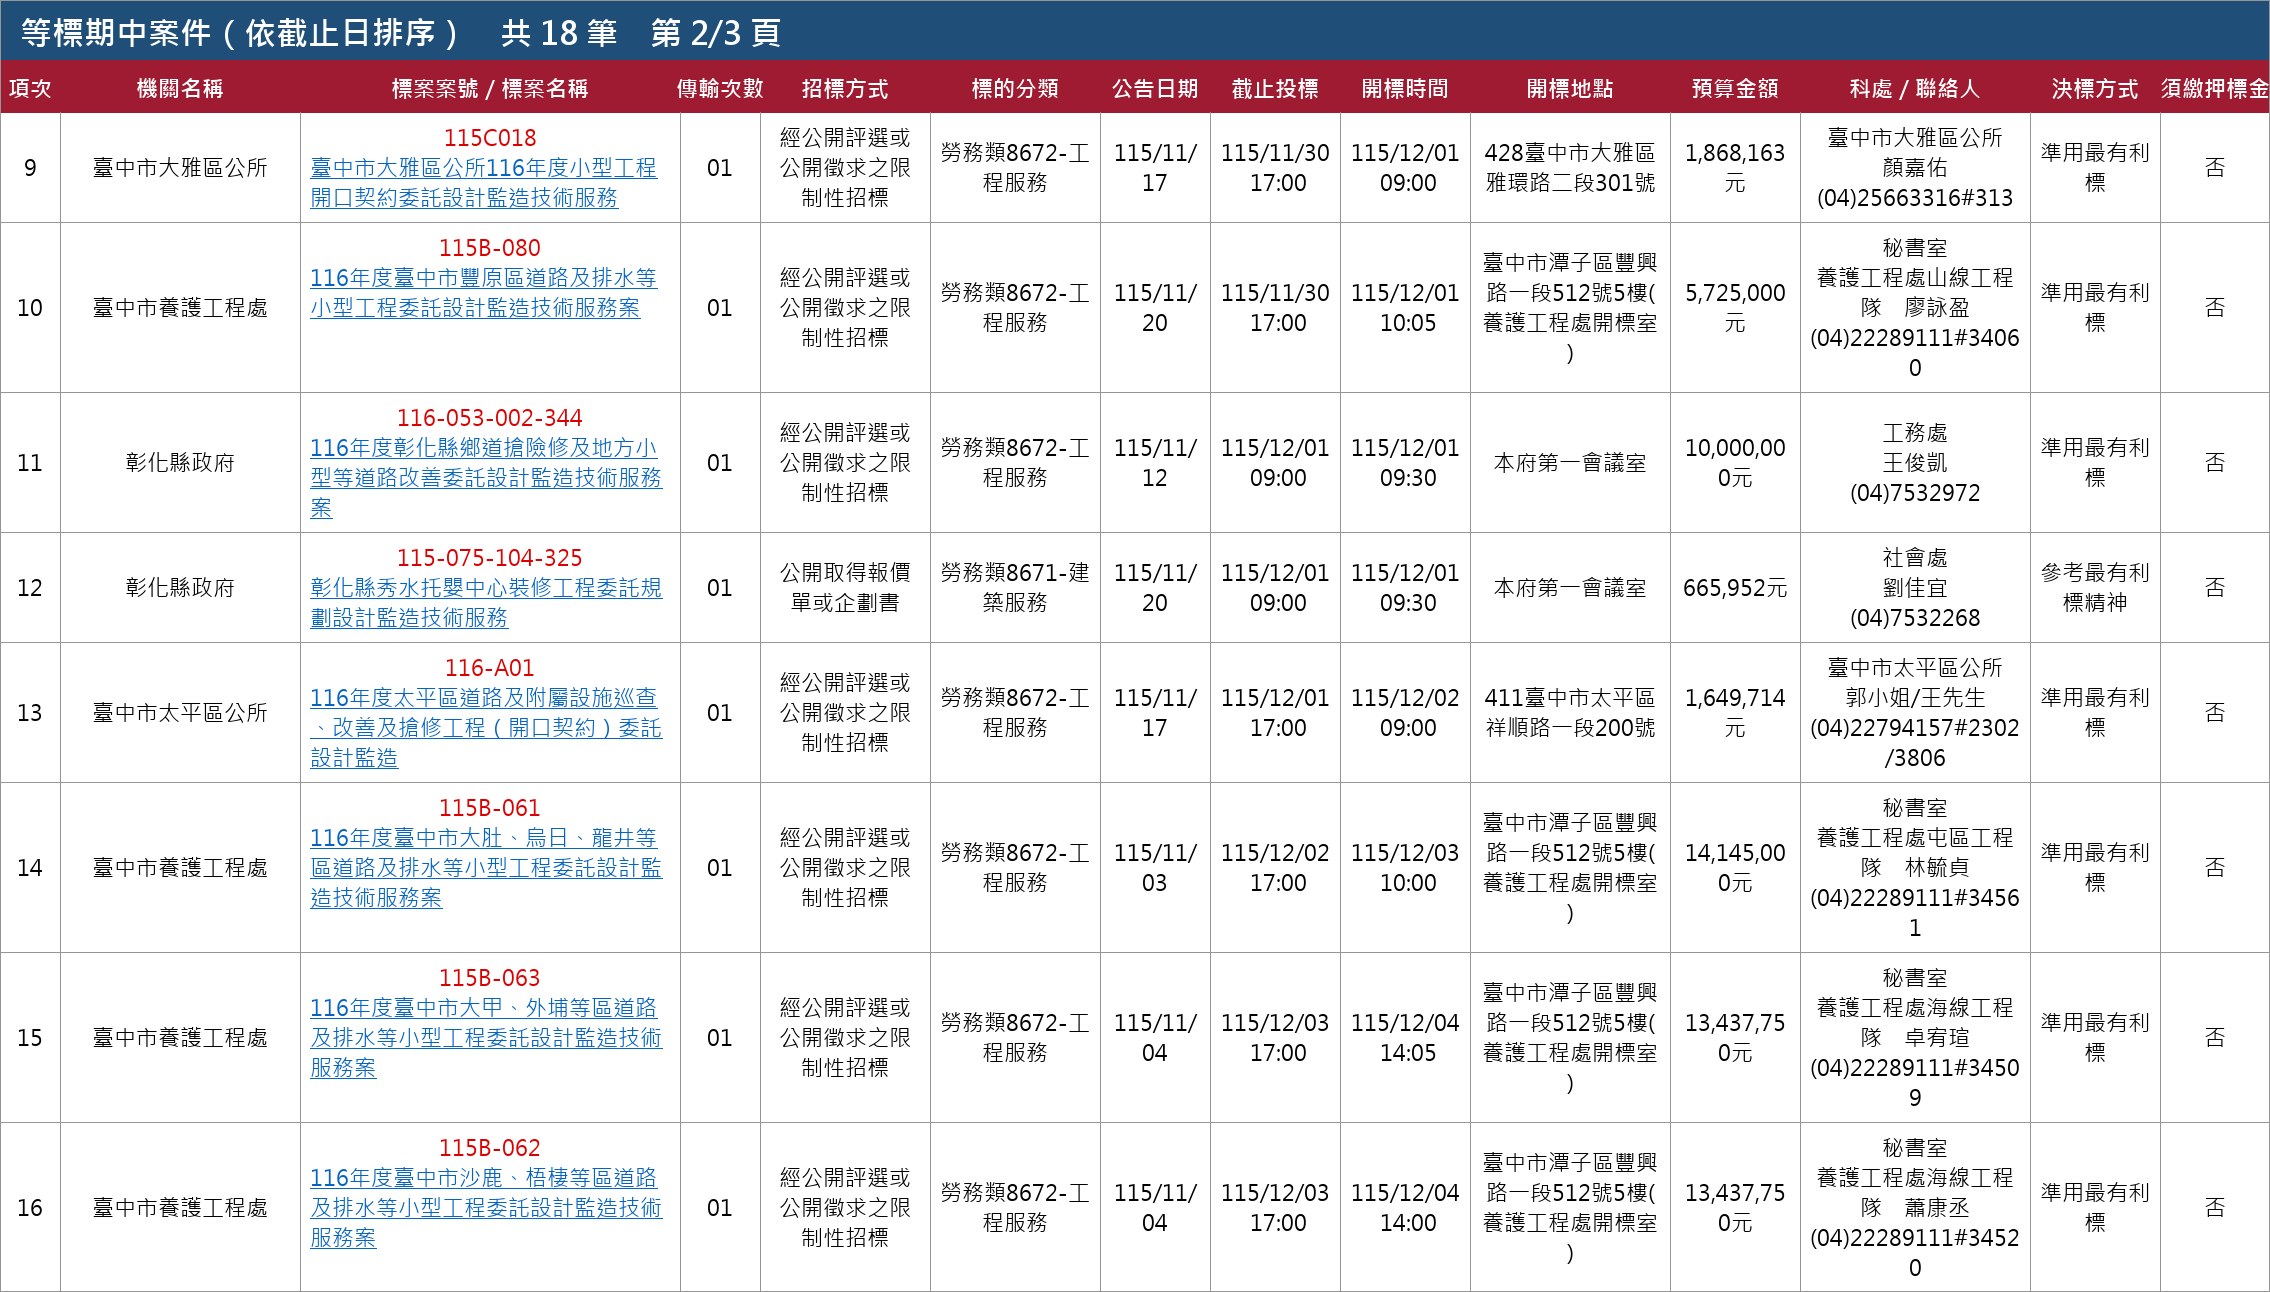 等標期中案件（依截止日排序）　共 18 筆　第 2/3 頁
項次 機關名稱 標案案號 / 標案名稱 傳輸次數 招標方式 標的分類 公告日期 截止投標 開標時間 開標地點 預算金額 科處 / 聯絡人 決標方式 須繳押標金
9
臺中市大雅區公所
115C018
臺中市大雅區公所116年度小型工程
開口契約委託設計監造技術服務
01
經公開評選或
公開徵求之限
制性招標
勞務類8672-工
程服務
115/11/
17
115/11/30
17:00
115/12/01
09:00
428臺中市大雅區
雅環路二段301號
1,868,163
元
臺中市大雅區公所
顏嘉佑
(04)25663316#313
準用最有利
標
否
10
臺中市養護工程處
115B-080
116年度臺中市豐原區道路及排水等
小型工程委託設計監造技術服務案
01
經公開評選或
公開徵求之限
制性招標
勞務類8672-工
程服務
115/11/
20
115/11/30
17:00
115/12/01
10:05
臺中市潭子區豐興
路一段512號5樓(
養護工程處開標室
)
5,725,000
元
秘書室
養護工程處山線工程
隊　廖詠盈
(04)22289111#3406
0
準用最有利
標
否
11
彰化縣政府
116-053-002-344
116年度彰化縣鄉道搶險修及地方小
型等道路改善委託設計監造技術服務
案
01
經公開評選或
公開徵求之限
制性招標
勞務類8672-工
程服務
115/11/
12
115/12/01
09:00
115/12/01
09:30
本府第一會議室
10,000,00
0元
工務處
王俊凱
(04)7532972
準用最有利
標
否
12
彰化縣政府
115-075-104-325
彰化縣秀水托嬰中心裝修工程委託規
劃設計監造技術服務
01
公開取得報價
單或企劃書
勞務類8671-建
築服務
115/11/
20
115/12/01
09:00
115/12/01
09:30
本府第一會議室
665,952元
社會處
劉佳宜
(04)7532268
參考最有利
標精神
否
13
臺中市太平區公所
116-A01
116年度太平區道路及附屬設施巡查
、改善及搶修工程（開口契約）委託
設計監造
01
經公開評選或
公開徵求之限
制性招標
勞務類8672-工
程服務
115/11/
17
115/12/01
17:00
115/12/02
09:00
411臺中市太平區
祥順路一段200號
1,649,714
元
臺中市太平區公所
郭小姐/王先生
(04)22794157#2302
/3806
準用最有利
標
否
14
臺中市養護工程處
115B-061
116年度臺中市大肚、烏日、龍井等
區道路及排水等小型工程委託設計監
造技術服務案
01
經公開評選或
公開徵求之限
制性招標
勞務類8672-工
程服務
115/11/
03
115/12/02
17:00
115/12/03
10:00
臺中市潭子區豐興
路一段512號5樓(
養護工程處開標室
)
14,145,00
0元
秘書室
養護工程處屯區工程
隊　林毓貞
(04)22289111#3456
1
準用最有利
標
否
15
臺中市養護工程處
115B-063
116年度臺中市大甲、外埔等區道路
及排水等小型工程委託設計監造技術
服務案
01
經公開評選或
公開徵求之限
制性招標
勞務類8672-工
程服務
115/11/
04
115/12/03
17:00
115/12/04
14:05
臺中市潭子區豐興
路一段512號5樓(
養護工程處開標室
)
13,437,75
0元
秘書室
養護工程處海線工程
隊　卓宥瑄
(04)22289111#3450
9
準用最有利
標
否
16
臺中市養護工程處
115B-062
116年度臺中市沙鹿、梧棲等區道路
及排水等小型工程委託設計監造技術
服務案
01
經公開評選或
公開徵求之限
制性招標
勞務類8672-工
程服務
115/11/
04
115/12/03
17:00
115/12/04
14:00
臺中市潭子區豐興
路一段512號5樓(
養護工程處開標室
)
13,437,75
0元
秘書室
養護工程處海線工程
隊　蕭康丞
(04)22289111#3452
0
準用最有利
標
否